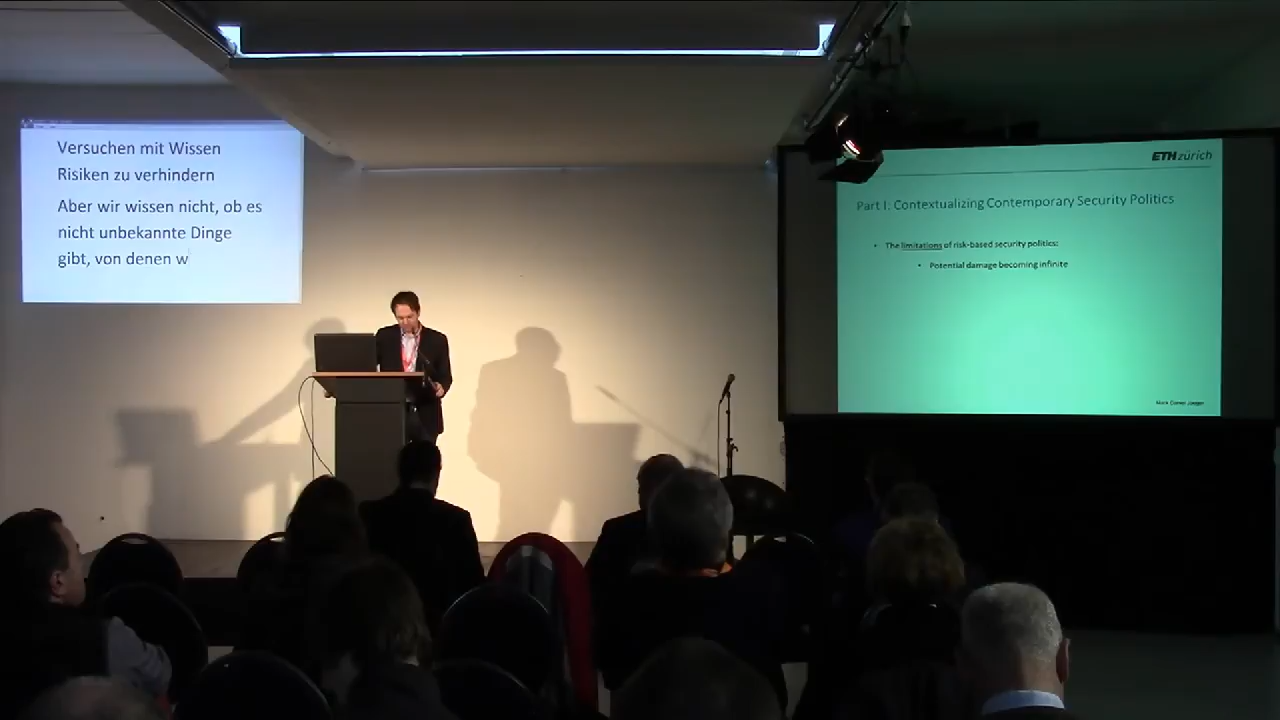 Versuchen mit Wissen
Risiken zu verhindern
Aber wir wissen nicht, ob es
nicht unbekannte Dinge
gibt, von denen w
ETH zürich
Part I: Contextualizing Contemporary Security Politics
• The limitations of risk-based security politics:
• Potential damage becoming infinite